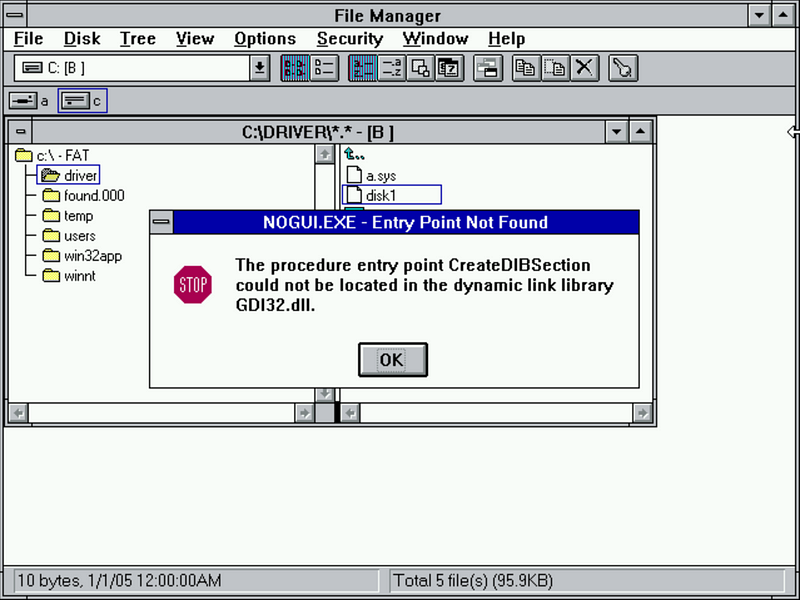 File Manager
File Disk Tree View Options Security Window Help
C: [B ]
a c
C:\DRIVER\*.* - [B ]
c:\ - FAT
driver
found.000
temp
users
win32app
winnt
..
a.sys
disk1
NOGUI.EXE - Entry Point Not Found
STOP
The procedure entry point CreateDIBSection
could not be located in the dynamic link library
GDI32.dll.
OK
10 bytes, 1/1/05 12:00:00AM
Total 5 file(s) (95.9KB)